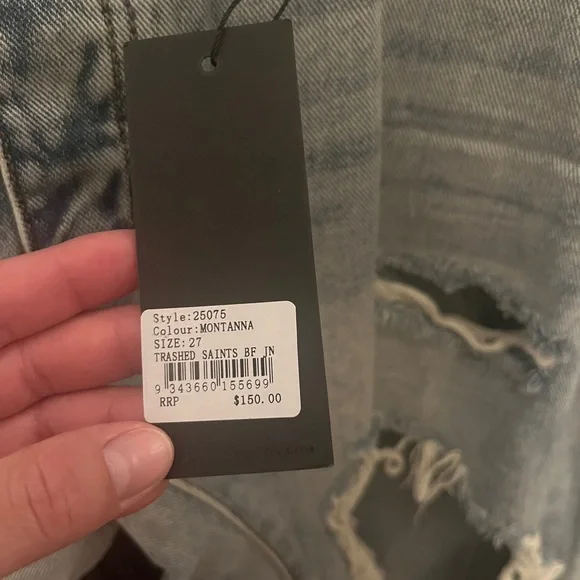 Style:25075
Colour:MONTANNA
SIZE:27
TRASHED SAINTS BF JN
9 343660 155699
RRP $150.00